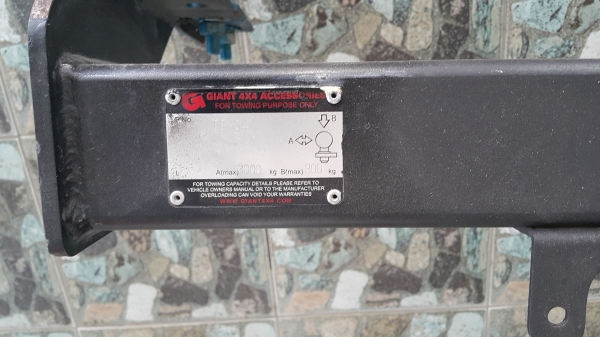 GIANT 4X4 ACCESSORIES
FOR TOWING PURPOSE ONLY
B
A
A(max) kg B(max) kg
FOR TOWING CAPACITY DETAILS PLEASE REFER TO
VEHICLE OWNERS MANUAL OR TO THE MANUFACTURER
OVERLOADING CAN VOID YOUR WARRANTIES
WWW.GIANT4X4.COM